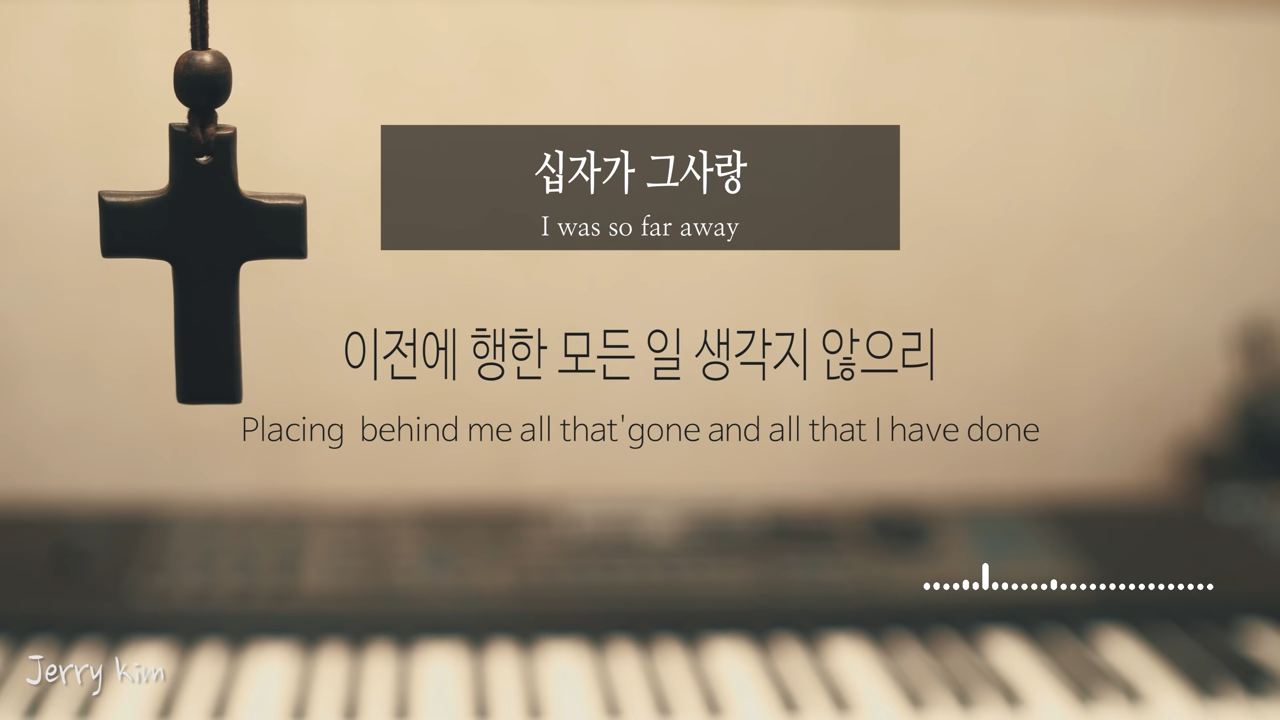 십자가 그사랑
I was so far away
이전에 행한 모든 일 생각지 않으리
Placing behind me all that'gone and all that I have done
Jerry Kim